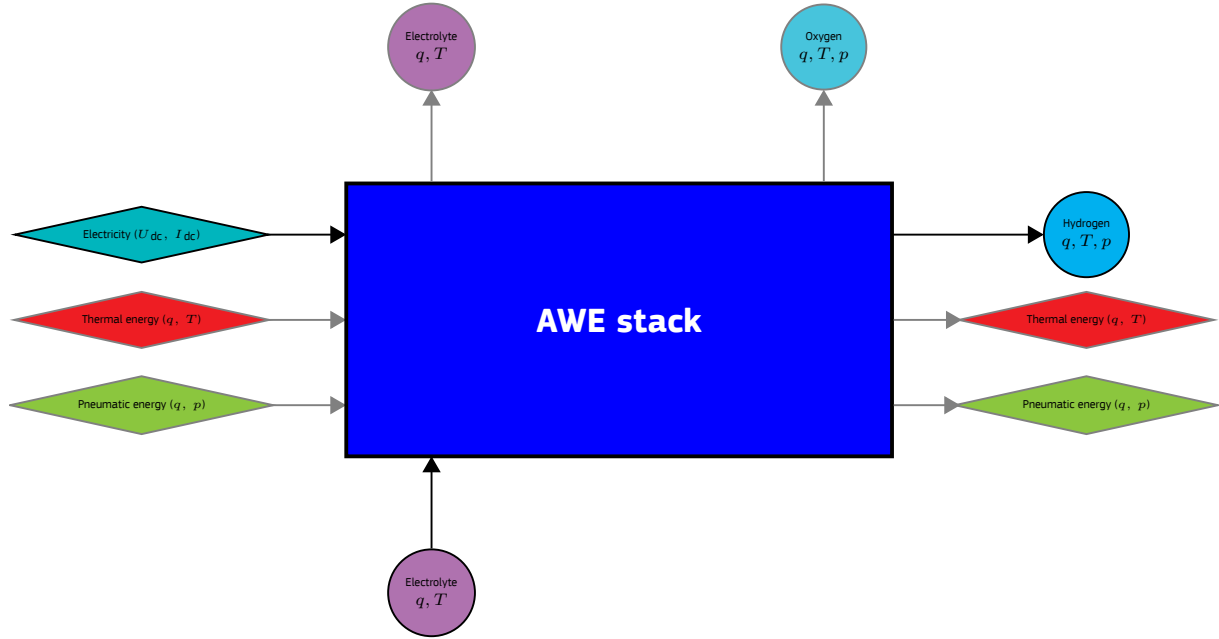 Electrolyte
q, T
Oxygen
q, T, p
Electricity (U_dc, I_dc)
Hydrogen
q, T, p
Thermal energy (q, T)
AWE stack
Thermal energy (q, T)
Pneumatic energy (q, p)
Pneumatic energy (q, p)
Electrolyte
q, T